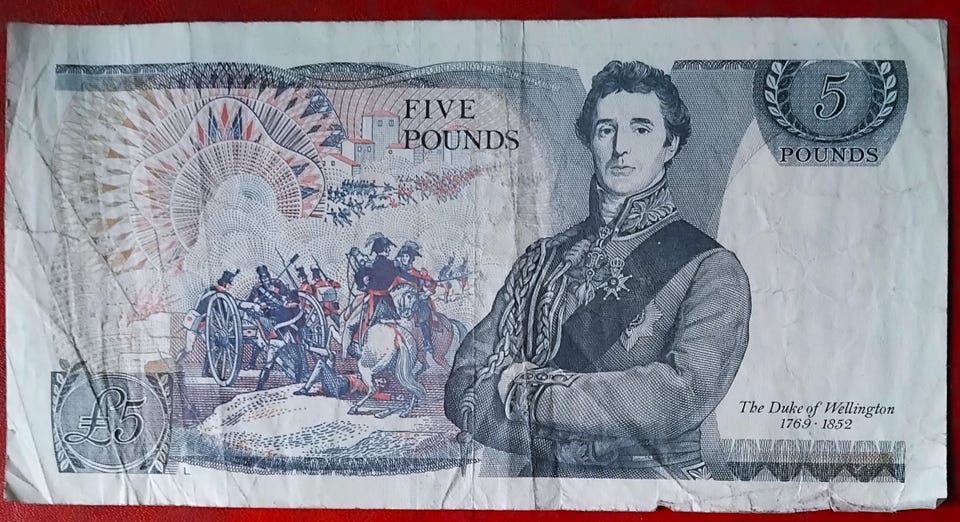 FIVE
POUNDS
5
POUNDS
£5
The Duke of Wellington
1769 · 1852
L